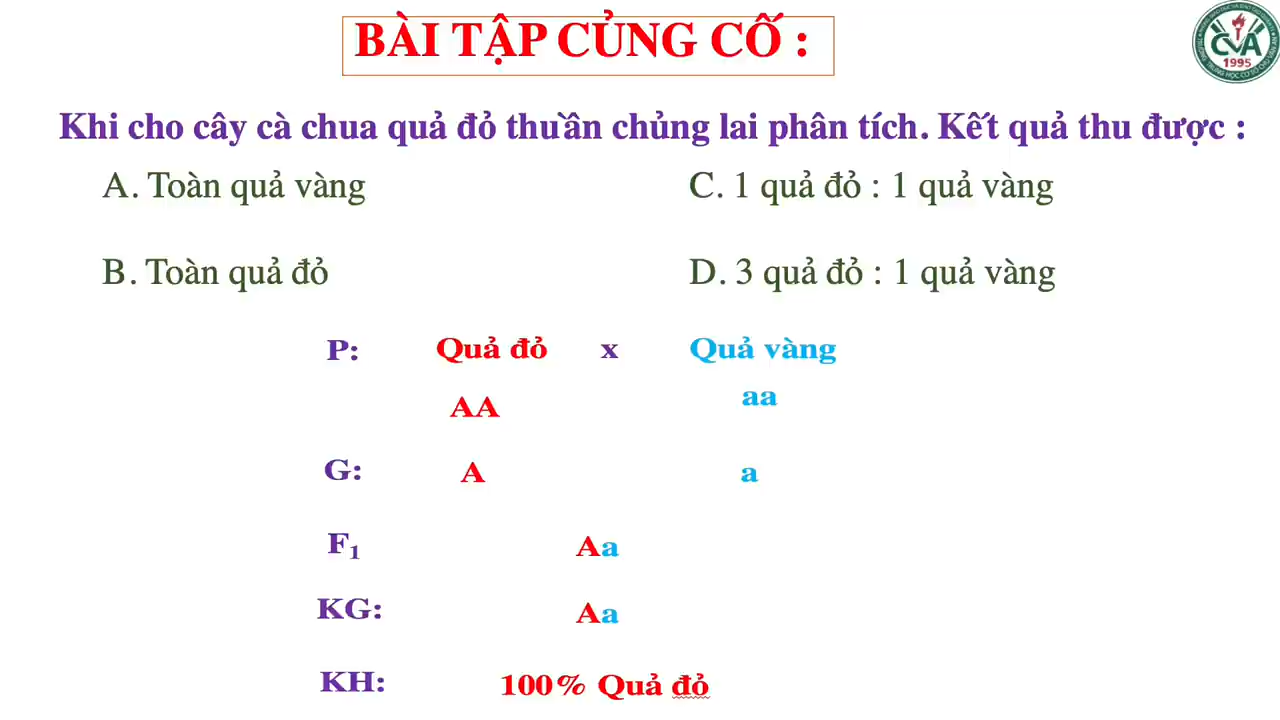 BÀI TẬP CỦNG CỐ :
CVA
1995
Khi cho cây cà chua quả đỏ thuần chủng lai phân tích. Kết quả thu được :
A. Toàn quả vàng
C. 1 quả đỏ : 1 quả vàng
B. Toàn quả đỏ
D. 3 quả đỏ : 1 quả vàng
P: Quả đỏ x Quả vàng
AA aa
G: A a
F₁ Aa
KG: Aa
KH: 100% Quả đỏ